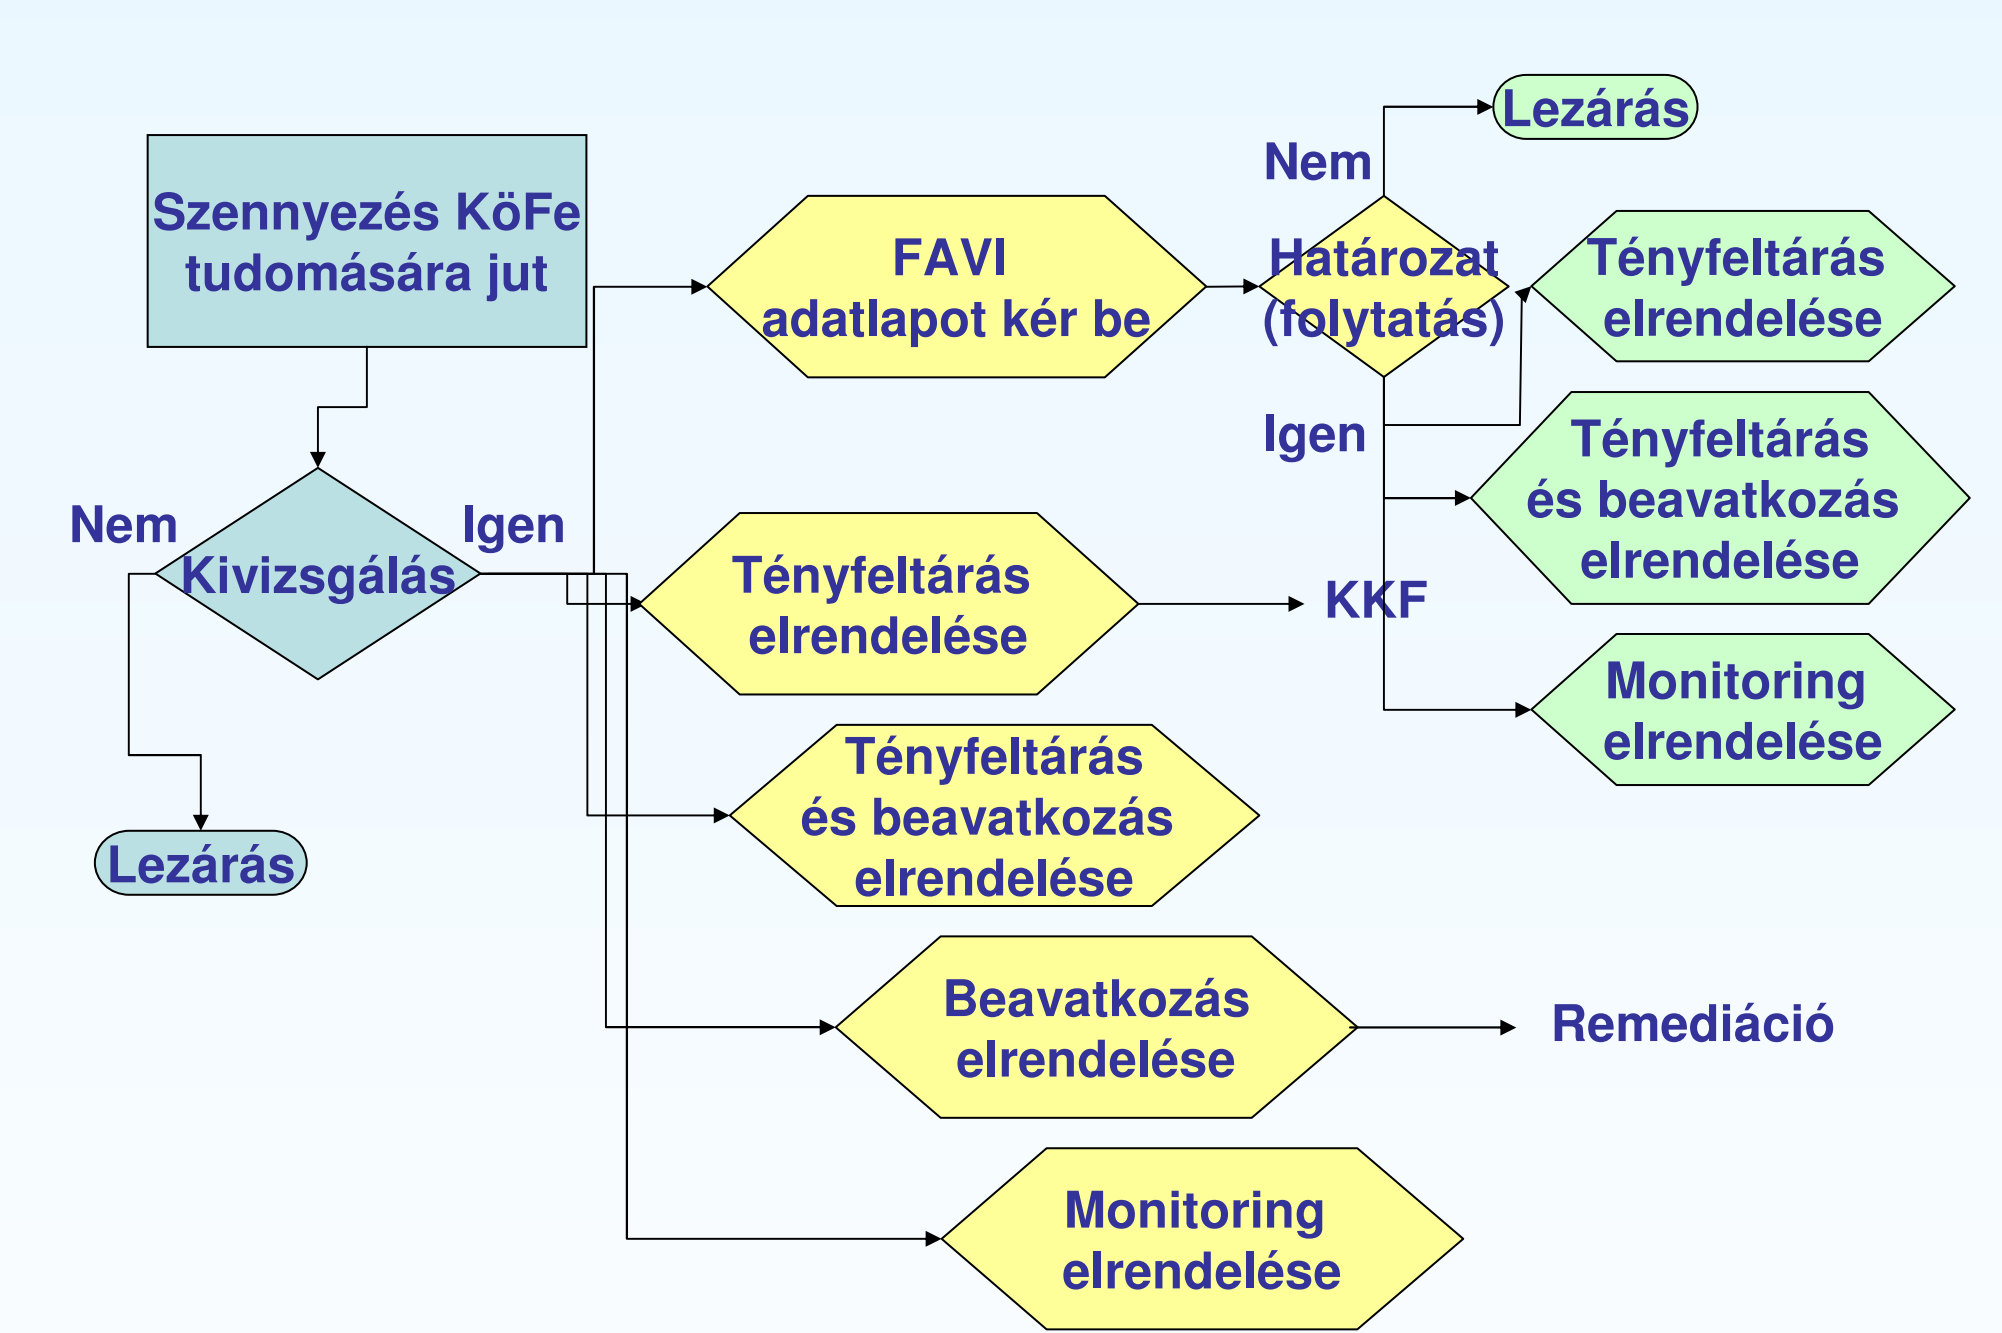 Szennyezés KöFe
tudomására jut
Nem
Kivizsgálás
Igen
Lezárás
FAVI
adatlapot kér be
Tényfeltárás
elrendelése
KKF
Tényfeltárás
és beavatkozás
elrendelése
Beavatkozás
elrendelése
Remediáció
Monitoring
elrendelése
Nem
Határozat
(folytatás)
Igen
Lezárás
Tényfeltárás
elrendelése
Tényfeltárás
és beavatkozás
elrendelése
Monitoring
elrendelése